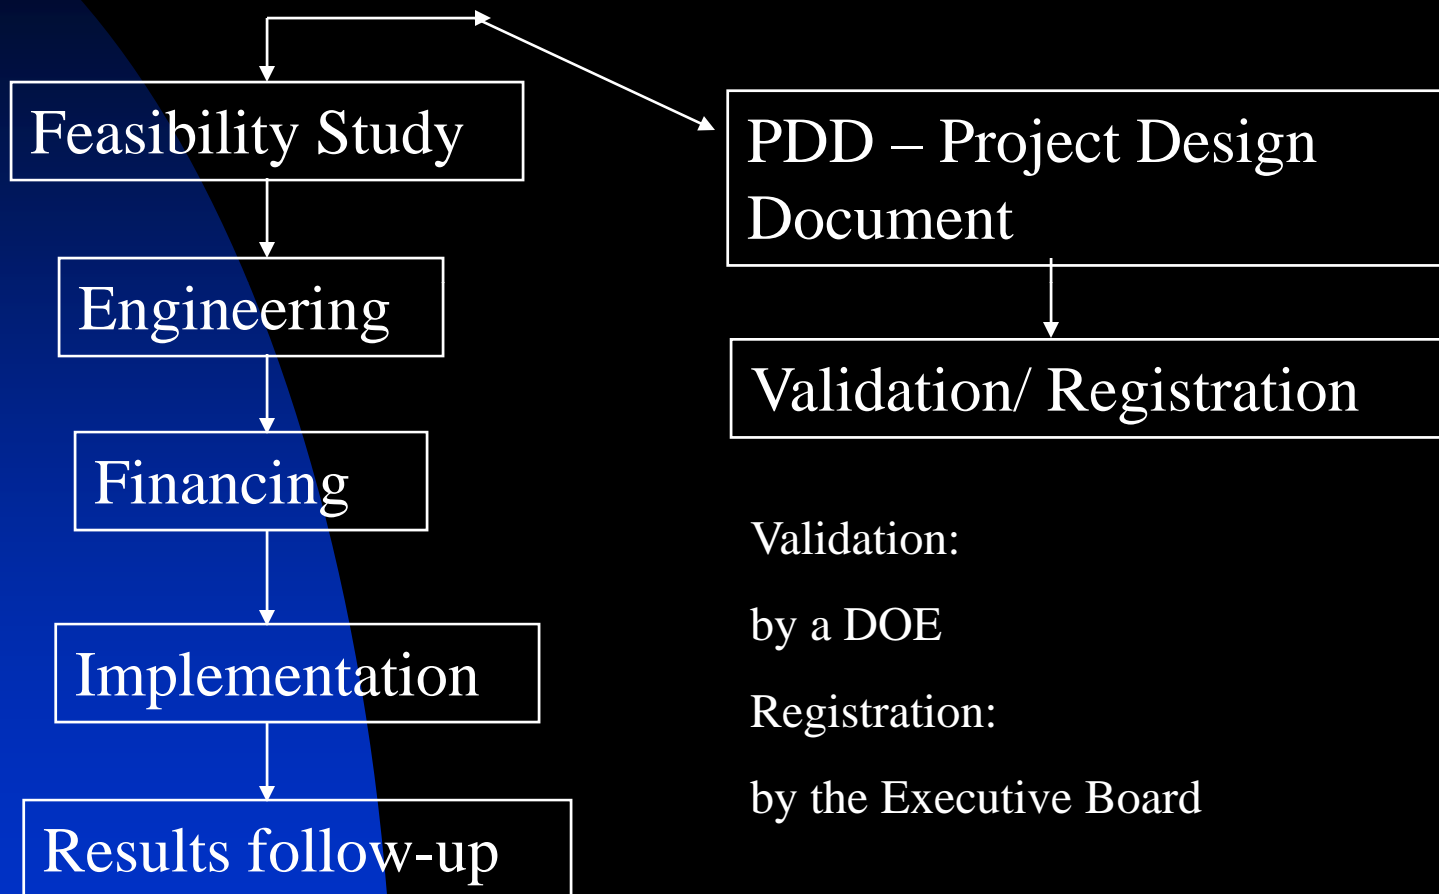 Feasibility Study
Engineering
Financing
Implementation
Results follow-up
PDD – Project Design
Document
Validation/ Registration
Validation:
by a DOE
Registration:
by the Executive Board